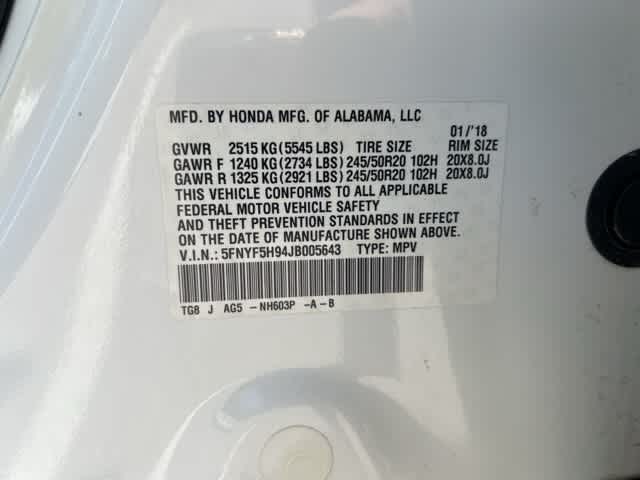 MFD. BY HONDA MFG. OF ALABAMA, LLC
01/'18
GVWR 2515 KG (5545 LBS) TIRE SIZE RIM SIZE
GAWR F 1240 KG (2734 LBS) 245/50R20 102H 20X8.0J
GAWR R 1325 KG (2921 LBS) 245/50R20 102H 20X8.0J
THIS VEHICLE CONFORMS TO ALL APPLICABLE
FEDERAL MOTOR VEHICLE SAFETY
AND THEFT PREVENTION STANDARDS IN EFFECT
ON THE DATE OF MANUFACTURE SHOWN ABOVE.
V.I.N.: 5FNYF5H94JB005643 TYPE: MPV
TG8 J AG5 -NH603P -A-B